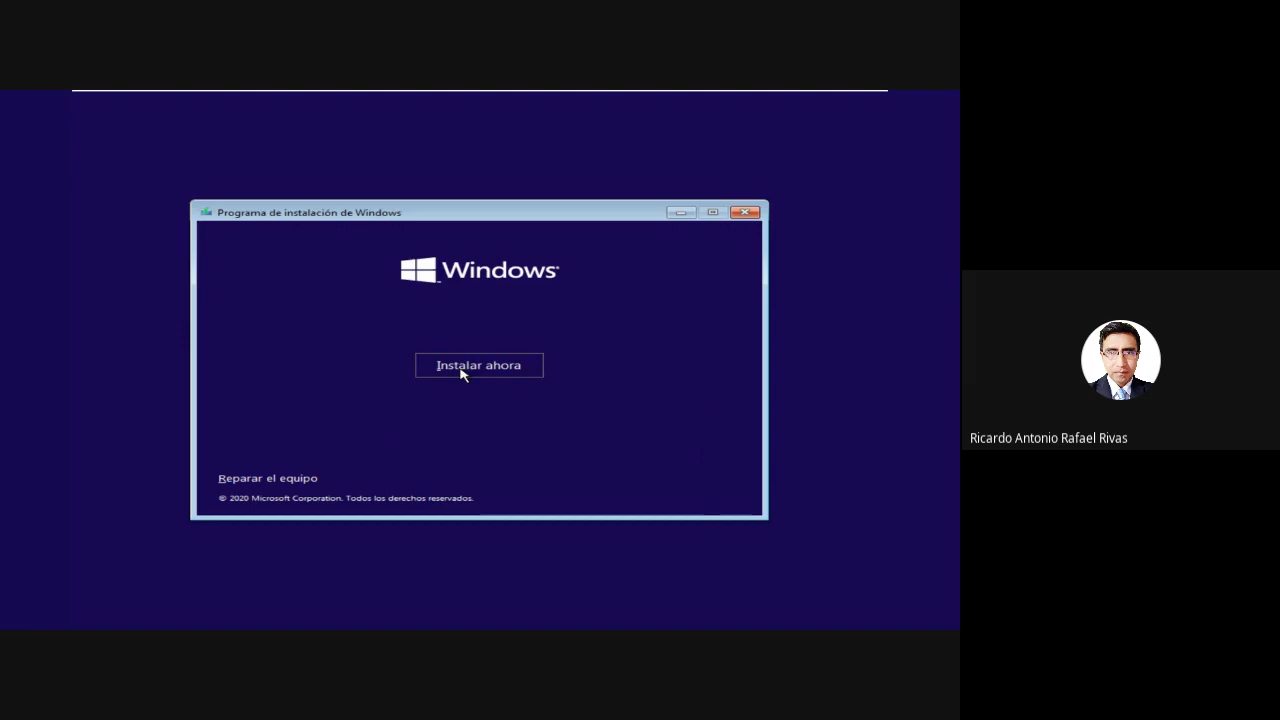 Programa de instalación de Windows
Windows
Instalar ahora
Reparar el equipo
© 2020 Microsoft Corporation. Todos los derechos reservados.
Ricardo Antonio Rafael Rivas